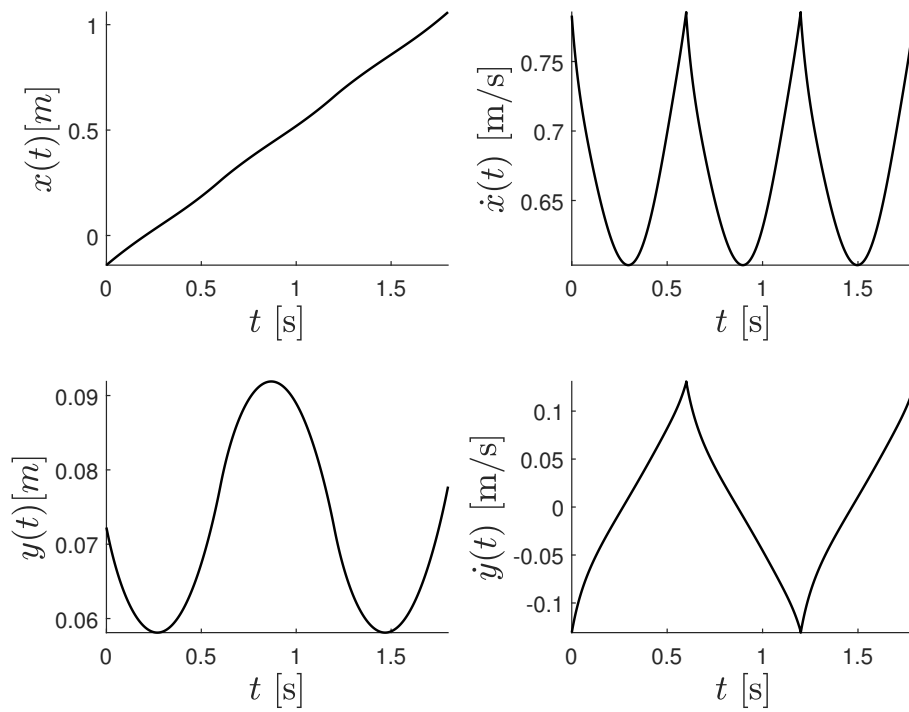 1
0.5
0
x(t)[m]
0 0.5 1 1.5
t [s]
0.75
0.7
0.65
ẋ(t) [m/s]
0 0.5 1 1.5
t [s]
0.09
0.08
0.07
0.06
y(t)[m]
0 0.5 1 1.5
t [s]
0.1
0.05
0
-0.05
-0.1
ẏ(t) [m/s]
0 0.5 1 1.5
t [s]